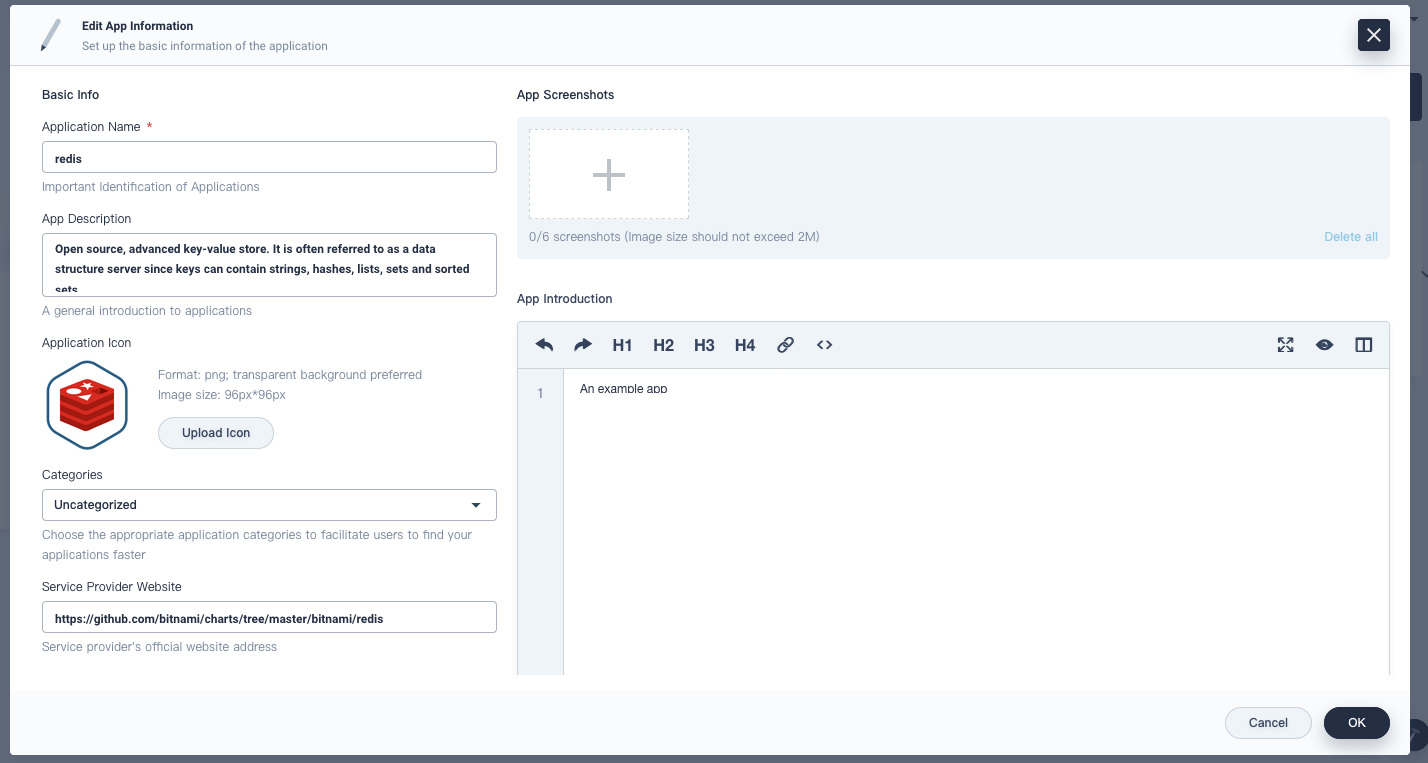 Edit App Information
Set up the basic information of the application
Basic Info
Application Name *
redis
Important Identification of Applications
App Description
Open source, advanced key-value store. It is often referred to as a data
structure server since keys can contain strings, hashes, lists, sets and sorted
sets
A general introduction to applications
Application Icon
Format: png; transparent background preferred
Image size: 96px*96px
Upload Icon
Categories
Uncategorized
Choose the appropriate application categories to facilitate users to find your
applications faster
Service Provider Website
https://github.com/bitnami/charts/tree/master/bitnami/redis
Service provider's official website address
App Screenshots
0/6 screenshots (Image size should not exceed 2M)
Delete all
App Introduction
H1 H2 H3 H4 <>
1 An example app
Cancel
OK